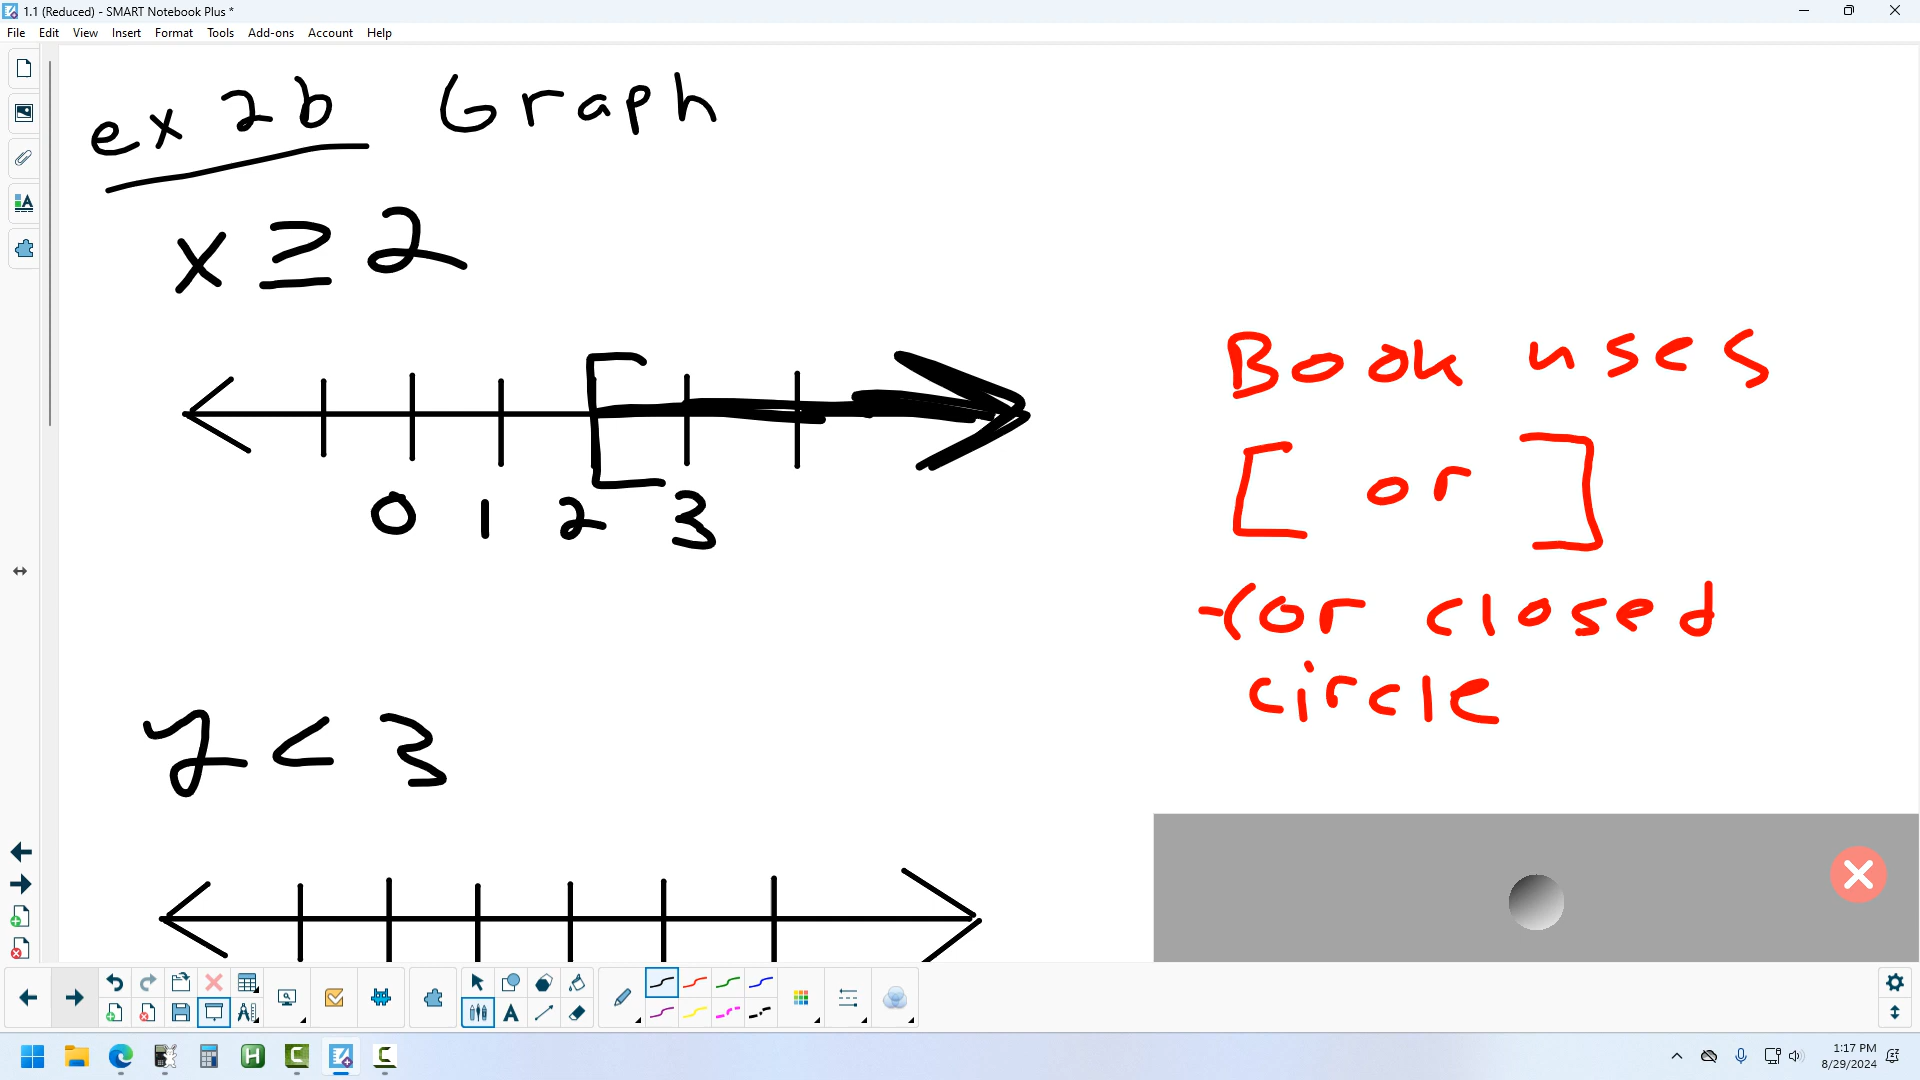 1.1 (Reduced) - SMART Notebook Plus *
File Edit View Insert Format Tools Add-ons Account Help
ex 2b Graph
x ≥ 2
0 1 2 3
Book uses
[ or ]
-(or closed
circle
y < 3
1:17 PM
8/29/2024